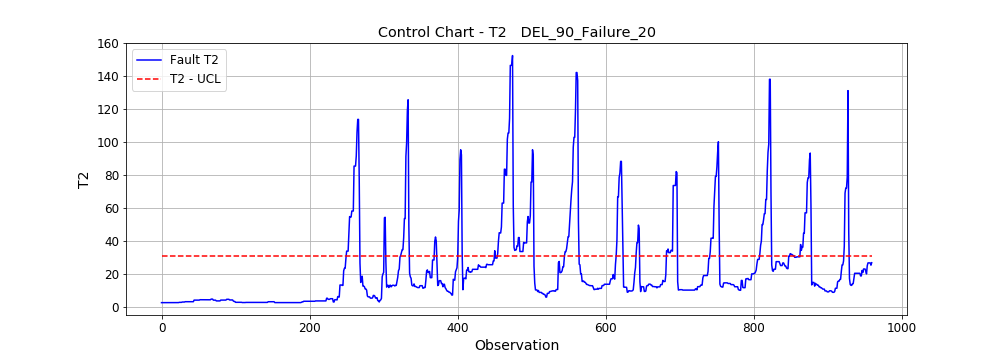 Control Chart - T2   DEL_90_Failure_20
Fault T2
T2 - UCL
160
140
120
100
80
60
40
20
0
T2
0 200 400 600 800 1000
Observation